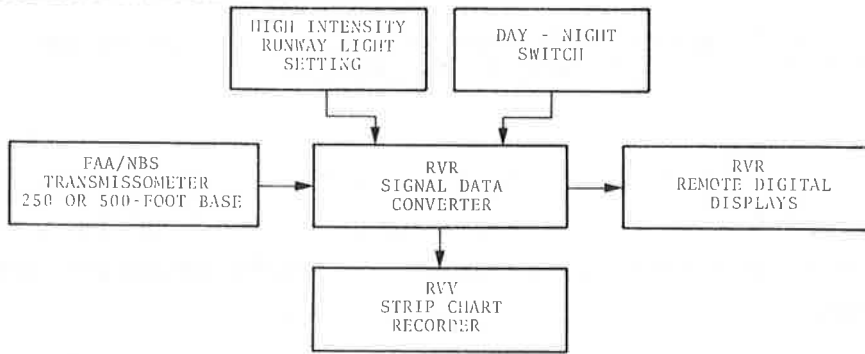 HIGH INTENSITY
RUNWAY LIGHT
SETTING
DAY - NIGHT
SWITCH
FAA/NBS
TRANSMISSOMETER
250 OR 500-FOOT BASE
RVR
SIGNAL DATA
CONVERTER
RVR
REMOTE DIGITAL
DISPLAYS
RVV
STRIP CHART
RECORDER